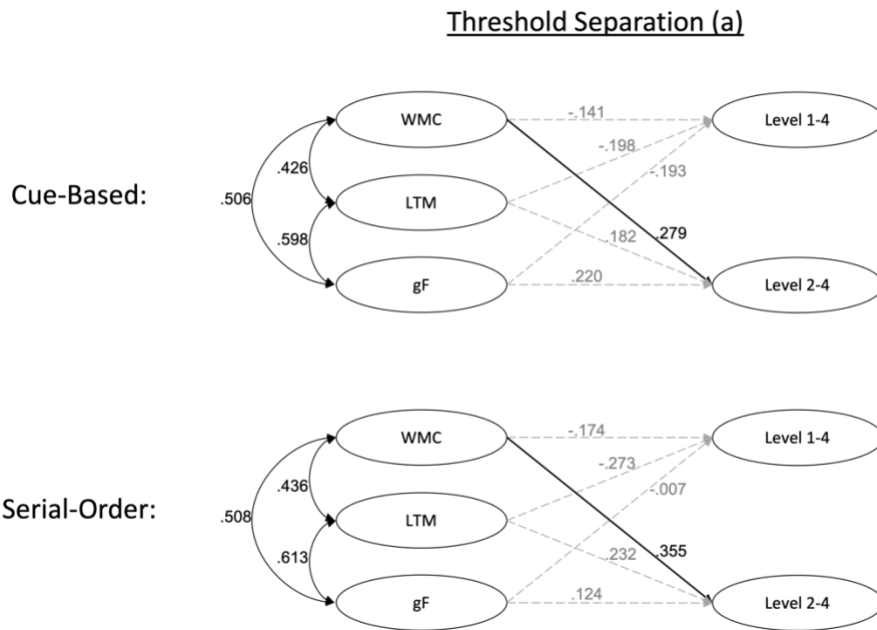 Threshold Separation (a)
WMC
-.141
Level 1-4
-.198
.426
-.193
Cue-Based:
.506
LTM
.598
.182
.279
gF
.220
Level 2-4
WMC
-.174
Level 1-4
-.273
.436
-.007
Serial-Order:
.508
LTM
.613
.232
.355
gF
.124
Level 2-4